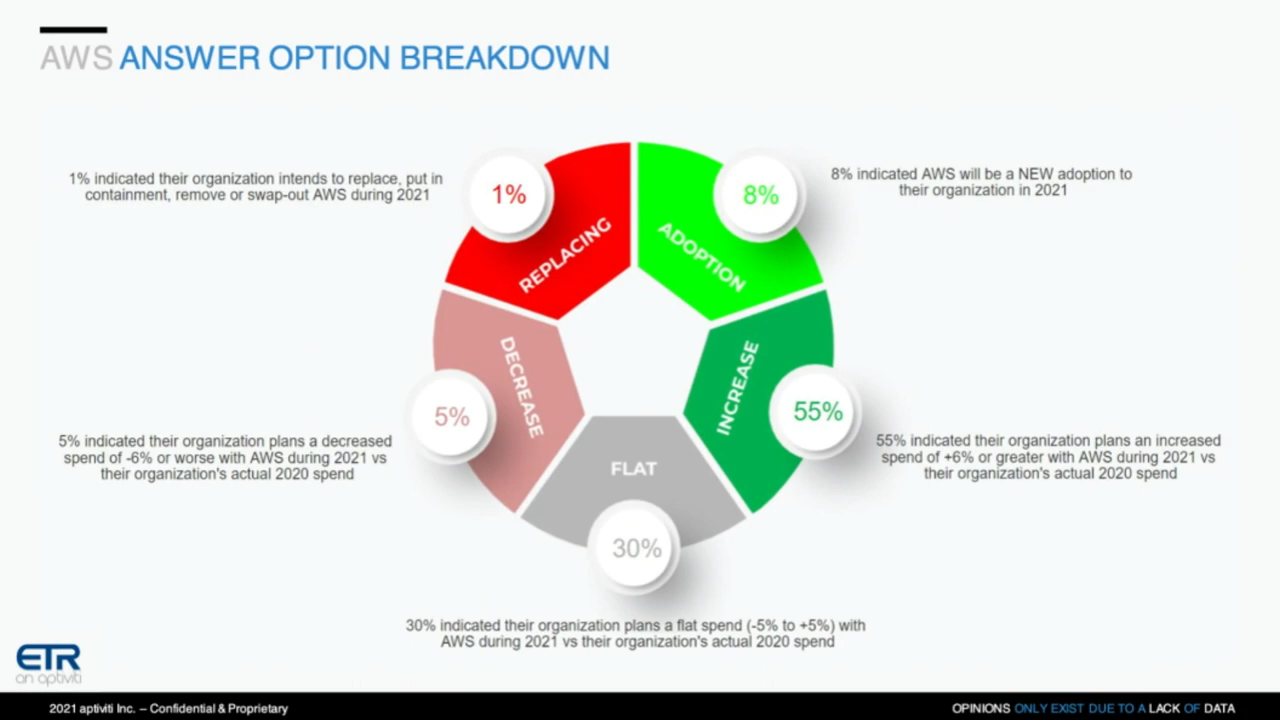 AWS ANSWER OPTION BREAKDOWN
1% indicated their organization intends to replace, put in
containment, remove or swap-out AWS during 2021
1%
REPLACING
8%
ADOPTION
8% indicated AWS will be a NEW adoption to
their organization in 2021
DECREASE
5%
5% indicated their organization plans a decreased
spend of -6% or worse with AWS during 2021 vs
their organization's actual 2020 spend
INCREASE
55%
55% indicated their organization plans an increased
spend of +6% or greater with AWS during 2021 vs
their organization's actual 2020 spend
FLAT
30%
30% indicated their organization plans a flat spend (-5% to +5%) with
AWS during 2021 vs their organization's actual 2020 spend
ETR
an aptiviti
2021 aptiviti Inc. – Confidential & Proprietary
OPINIONS ONLY EXIST DUE TO A LACK OF DATA